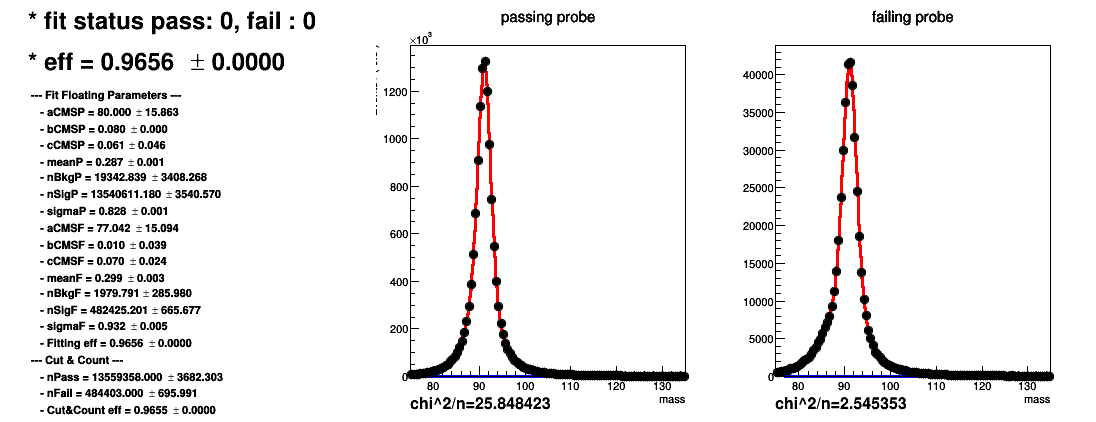 * fit status pass: 0, fail : 0
* eff = 0.9656 ± 0.0000
--- Fit Floating Parameters ---
- aCMSP = 80.000 ± 15.863
- bCMSP = 0.080 ± 0.000
- cCMSP = 0.061 ± 0.046
- meanP = 0.287 ± 0.001
- nBkgP = 19342.839 ± 3408.268
- nSigP = 13540611.180 ± 3540.570
- sigmaP = 0.828 ± 0.001
- aCMSF = 77.042 ± 15.094
- bCMSF = 0.010 ± 0.039
- cCMSF = 0.070 ± 0.024
- meanF = 0.299 ± 0.003
- nBkgF = 1979.791 ± 285.980
- nSigF = 482425.201 ± 665.677
- sigmaF = 0.932 ± 0.005
- Fitting eff = 0.9656 ± 0.0000
--- Cut & Count ---
- nPass = 13559358.000 ± 3682.303
- nFail = 484403.000 ± 695.991
- Cut&Count eff = 0.9655 ± 0.0000
passing probe
×10³
1200
1000
800
600
400
200
0
80 90 100 110 120 130
mass
chi^2/n=25.848423
failing probe
40000
35000
30000
25000
20000
15000
10000
5000
0
80 90 100 110 120 130
mass
chi^2/n=2.545353